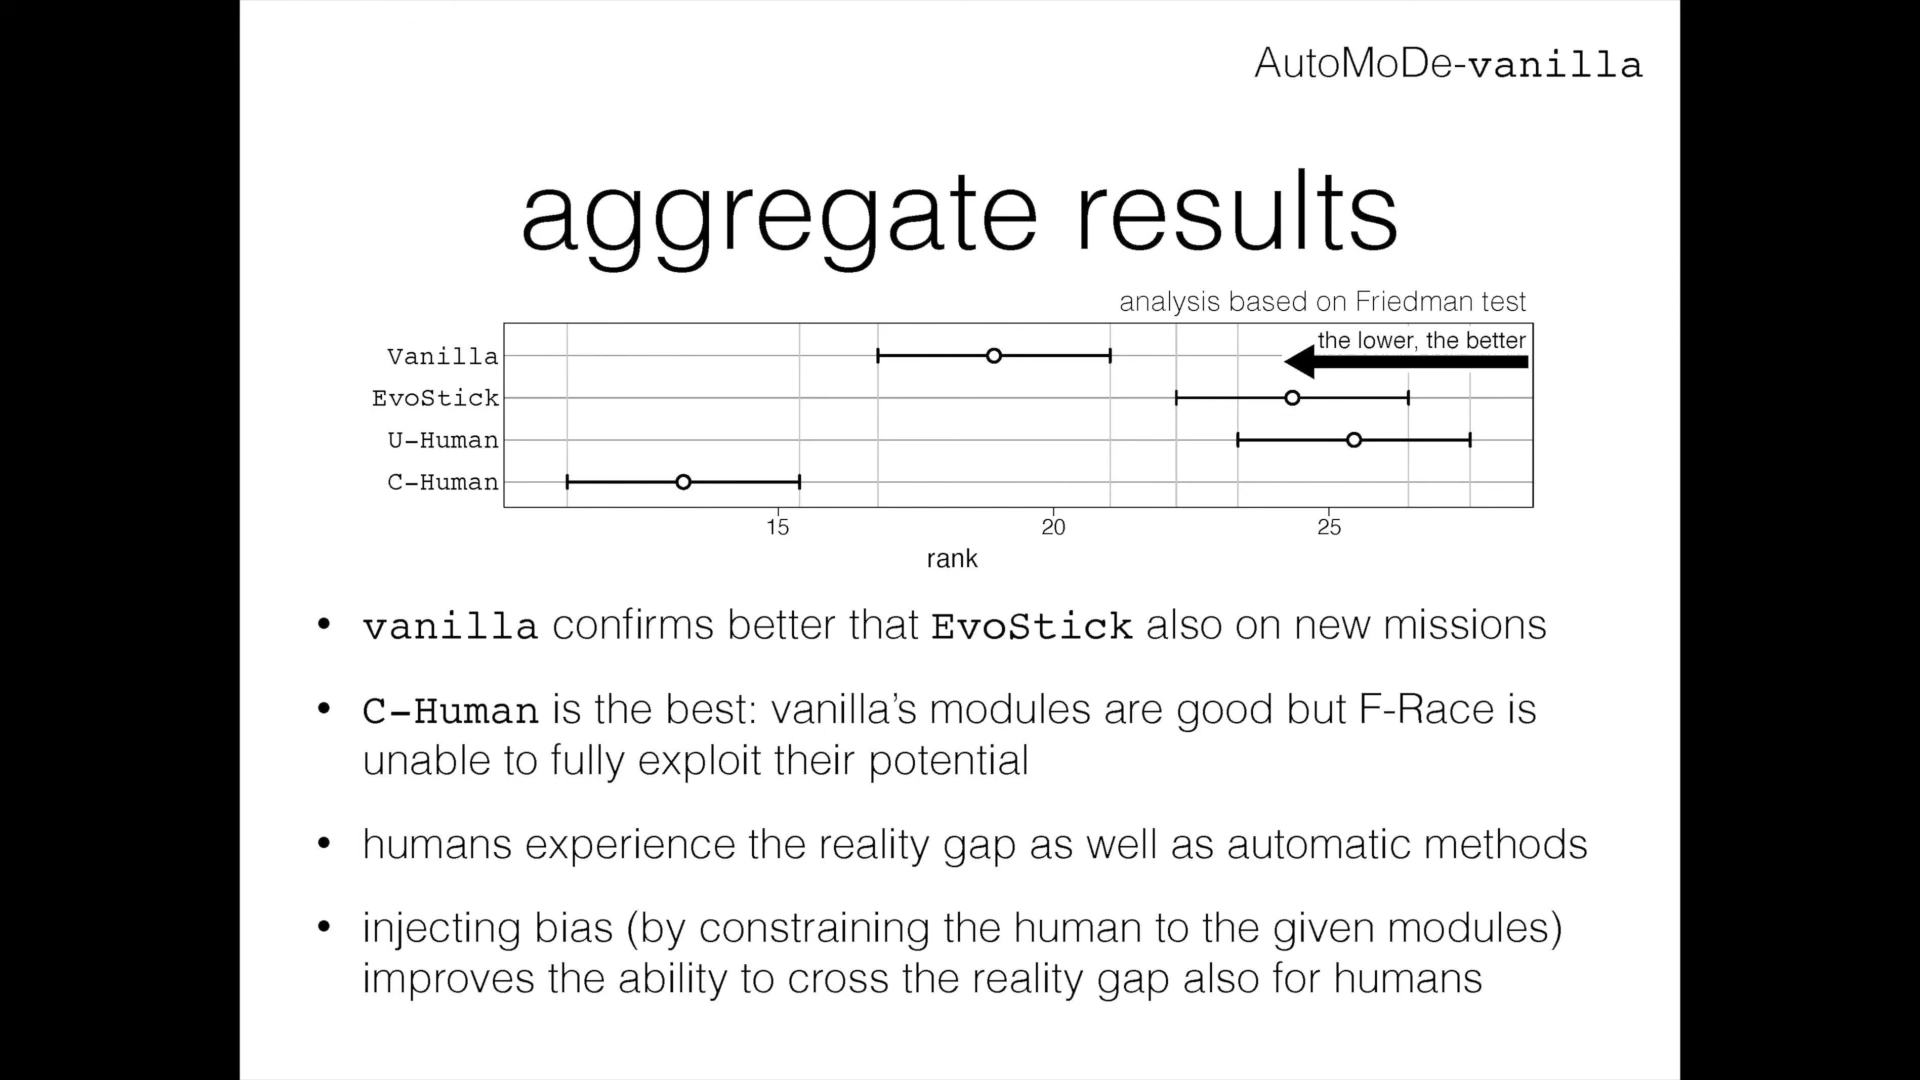 AutoMoDe-vanilla
aggregate results
analysis based on Friedman test
the lower, the better
Vanilla
EvoStick
U-Human
C-Human
15 20 25
rank
• vanilla confirms better that EvoStick also on new missions
• C-Human is the best: vanilla’s modules are good but F-Race is
unable to fully exploit their potential
• humans experience the reality gap as well as automatic methods
• injecting bias (by constraining the human to the given modules)
improves the ability to cross the reality gap also for humans